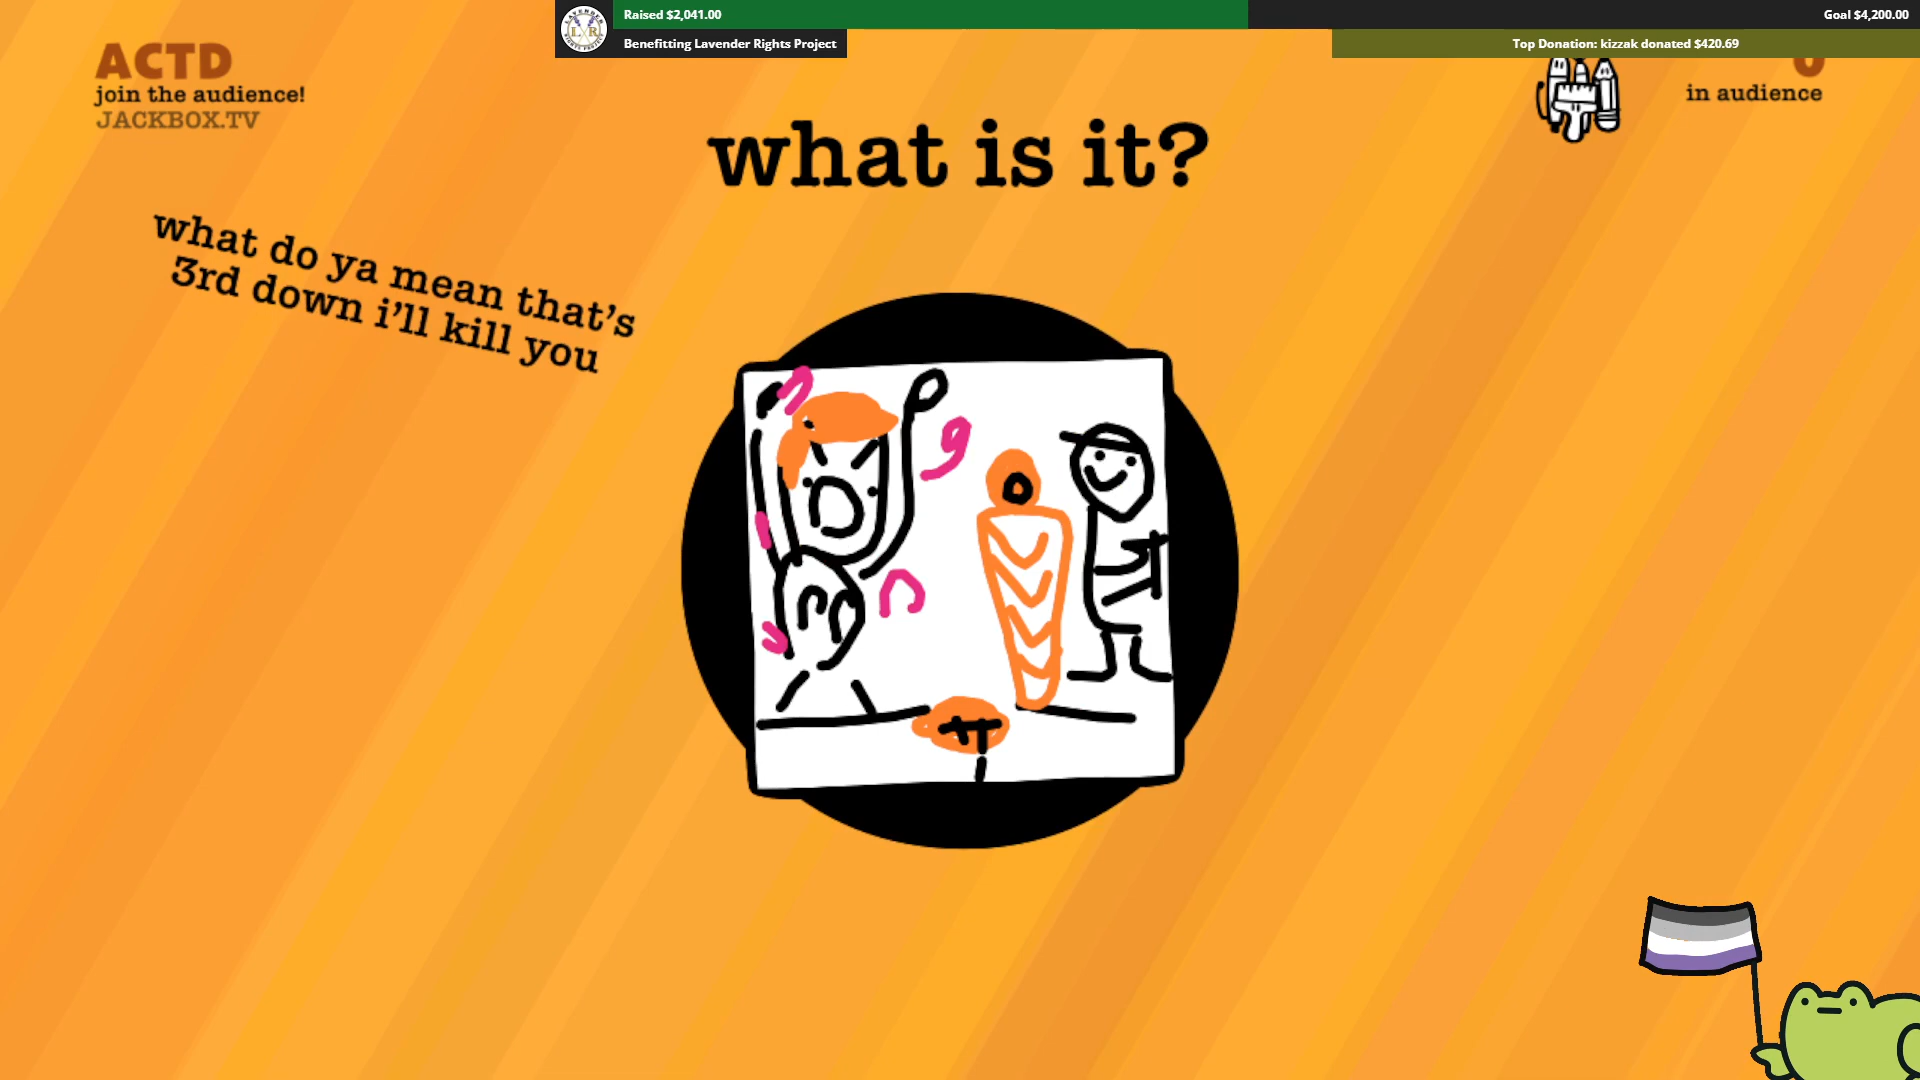 Raised $2,041.00
Goal $4,200.00
Benefitting Lavender Rights Project
Top Donation: kizzak donated $420.69
ACTD
join the audience!
JACKBOX.TV
0
in audience
what is it?
what do ya mean that's
3rd down i'll kill you